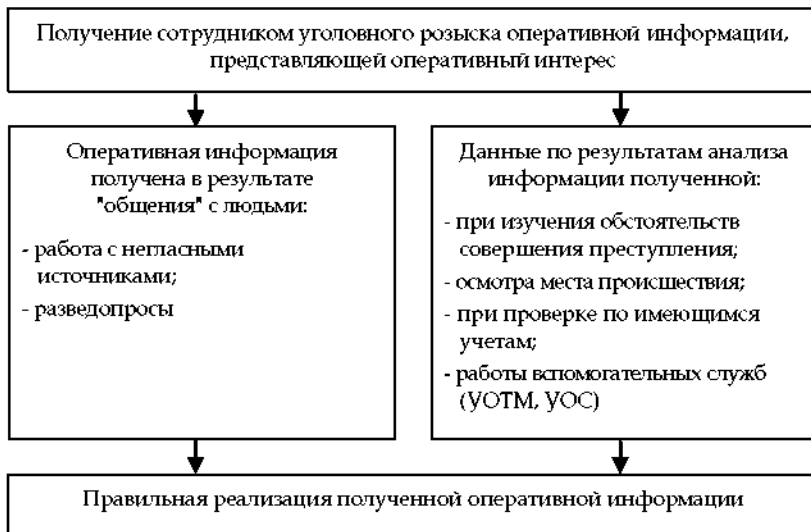 Получение сотрудником уголовного розыска оперативной информации,
представляющей оперативный интерес
Оперативная информация
получена в результате
"общения" с людьми:
- работа с негласными
источниками;
- разведопросы
Данные по результатам анализа
информации полученной:
- при изучения обстоятельств
совершения преступления;
- осмотра места происшествия;
- при проверке по имеющимся
учетам;
- работы вспомогательных служб
(УОТМ, УОС)
Правильная реализация полученной оперативной информации